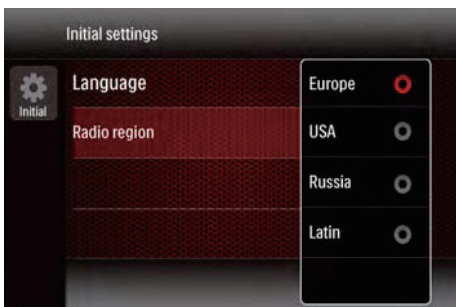 Initial settings
Initial
Language
Radio region
Europe
USA
Russia
Latin